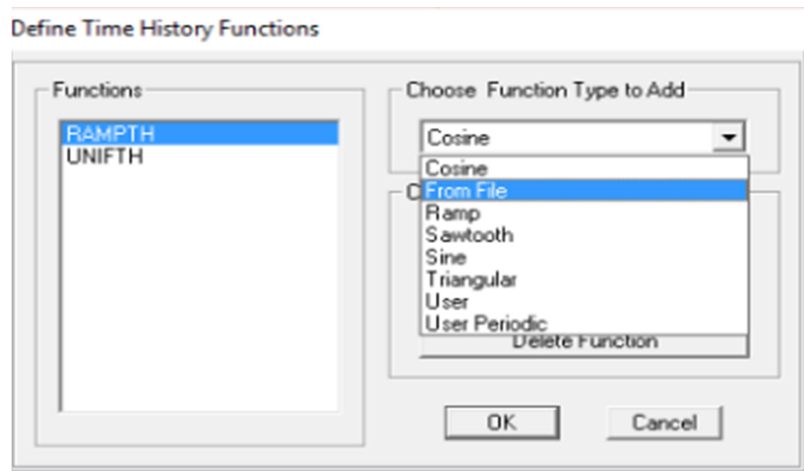 Define Time History Functions
Functions
RAMPTH
UNIFTH
Choose Function Type to Add
Cosine
Cosine
From File
Ramp
Sawtooth
Sine
Triangular
User
User Periodic
Delete Function
OK
Cancel